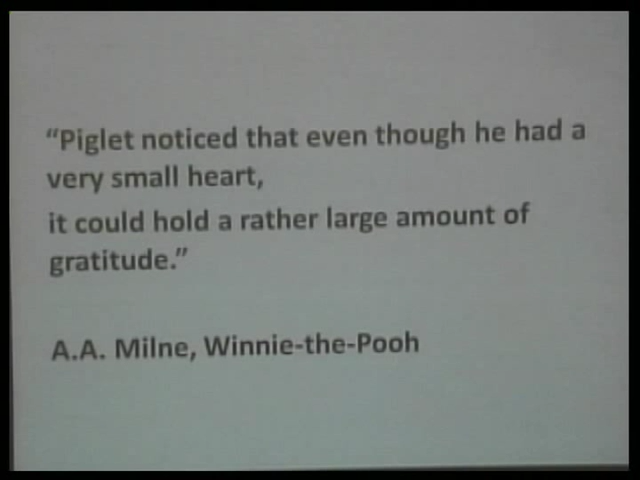 “Piglet noticed that even though he had a
very small heart,
it could hold a rather large amount of
gratitude.”
A.A. Milne, Winnie-the-Pooh